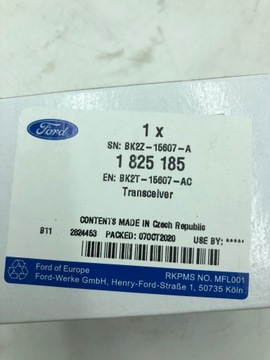 Ford
1 x
SN: BK2Z-15607-A
1 825 185
EN: BK2T-15607-AC
Transceiver
CONTENTS MADE IN Czech Republic
B11 2824453 PACKED: 07OCT2020 USE BY: *****
Ford of Europe RKPMS NO. MFL001
Ford-Werke GmbH, Henry-Ford-Straße 1, 50735 Köln